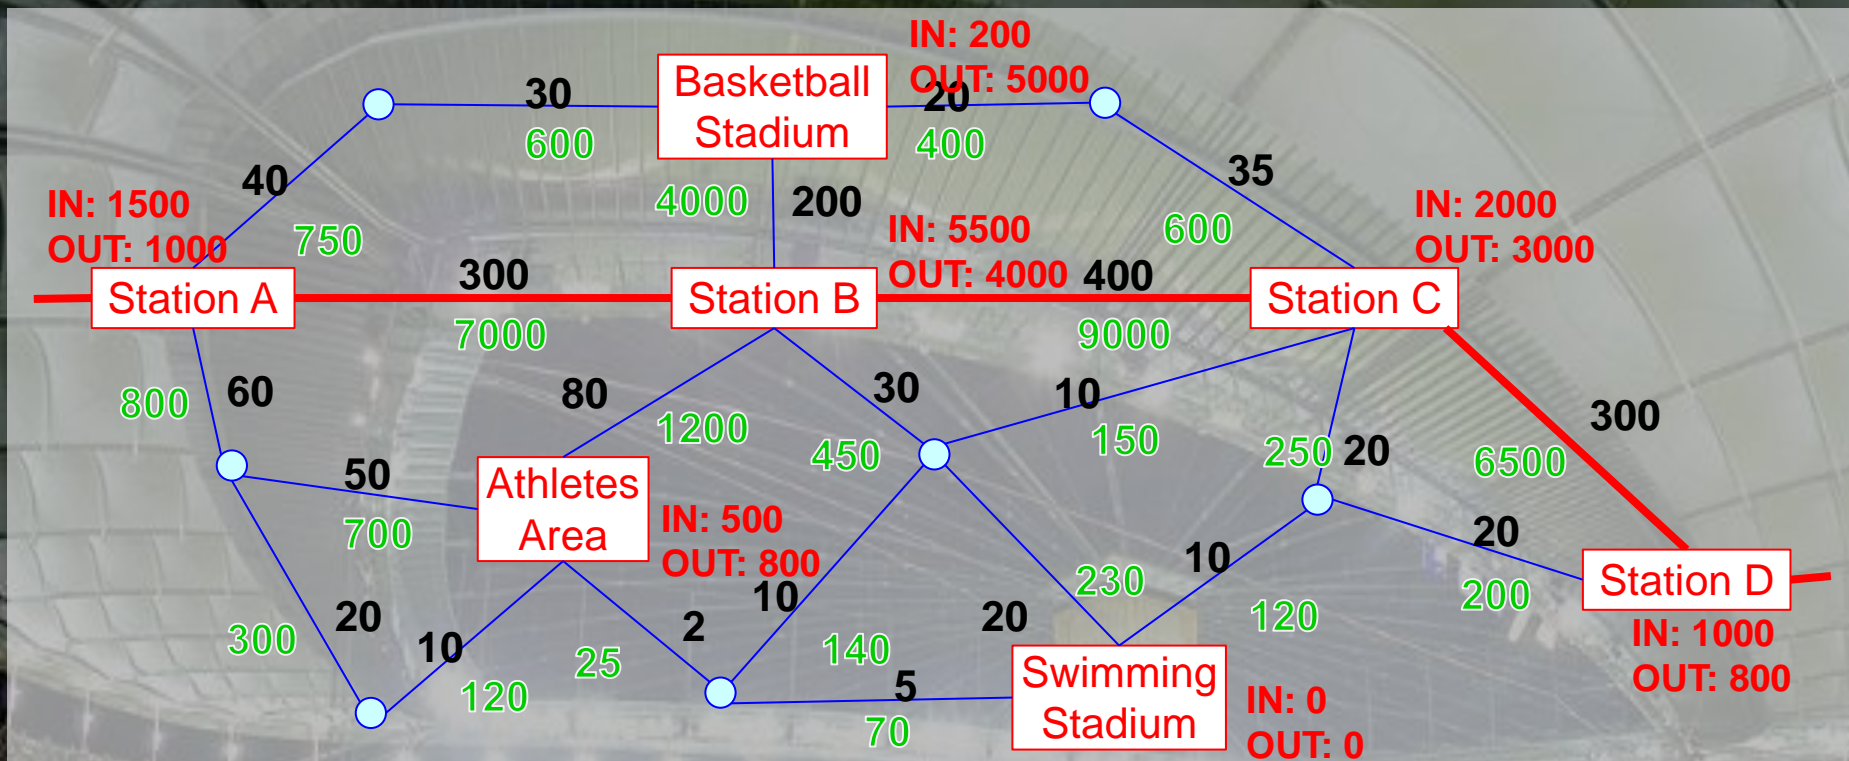 IN: 200
OUT: 5000
Basketball
Stadium
30
20
600
400
40
35
IN: 1500
OUT: 1000
750
4000
200
IN: 5500
OUT: 4000
600
IN: 2000
OUT: 3000
Station A
300
7000
Station B
400
9000
Station C
800
60
80
1200
30
450
10
150
250
20
300
6500
50
700
Athletes
Area
IN: 500
OUT: 800
20
200
Station D
IN: 1000
OUT: 800
300
20
10
120
25
2
10
140
5
70
20
230
10
120
Swimming
Stadium
IN: 0
OUT: 0